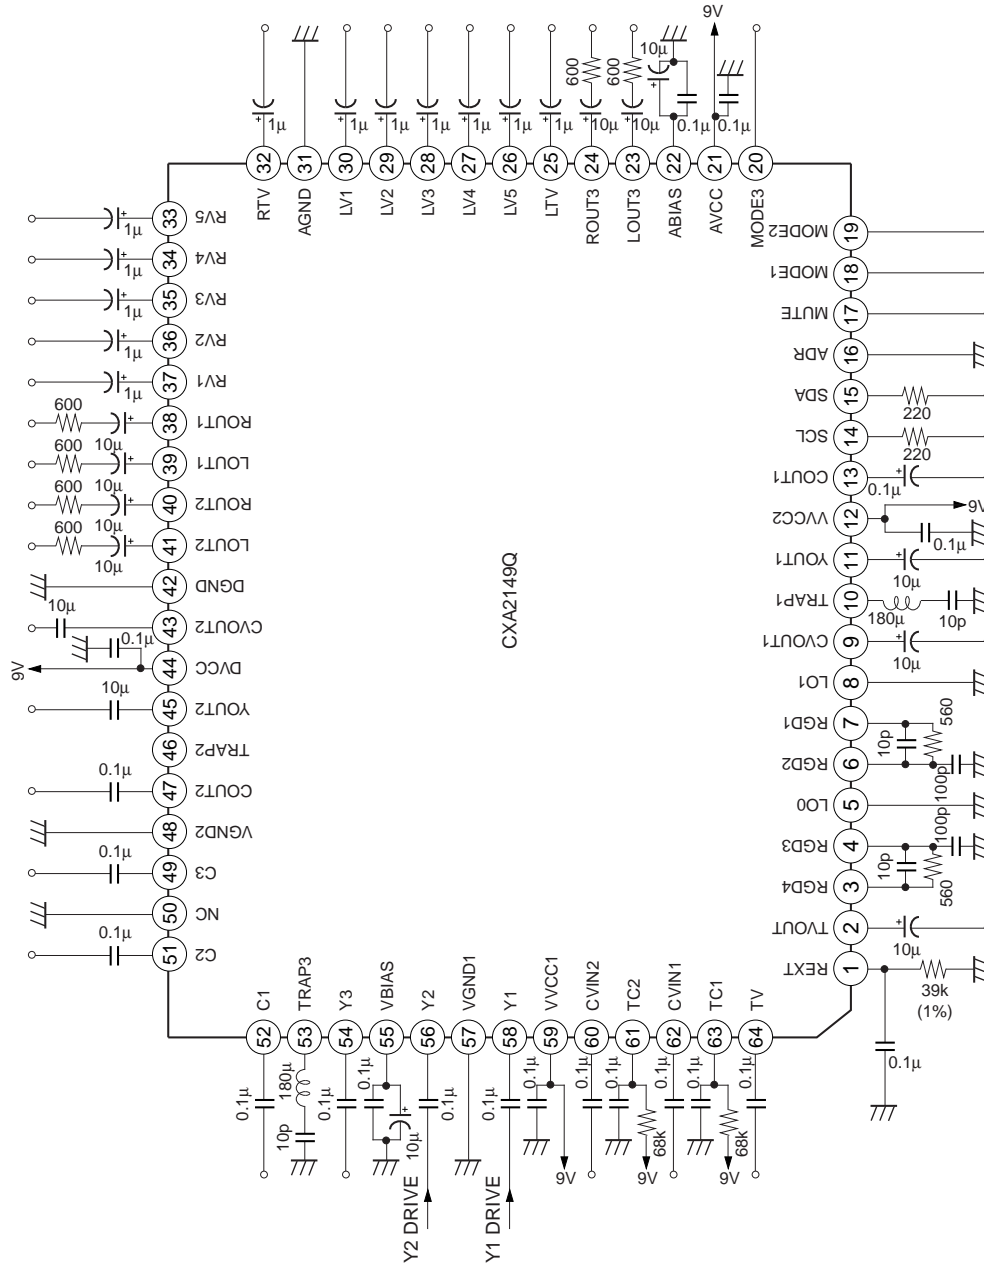 CXA2149Q
9V
10μ
600
600
1μ
1μ
1μ
1μ
1μ
1μ
1μ
10μ
10μ
0.1μ
0.1μ
32 RTV
31 AGND
30 LV1
29 LV2
28 LV3
27 LV4
26 LV5
25 LTV
24 ROUT3
23 LOUT3
22 ABIAS
21 AVCC
20 MODE3
33 RV5
1μ
34 RV4
1μ
35 RV3
1μ
36 RV2
1μ
37 RV1
1μ
600
10μ
38 ROUT1
600
10μ
39 LOUT1
600
10μ
40 ROUT2
600
10μ
41 LOUT2
42 DGND
10μ
43 CVOUT2
0.1μ
9V
44 DVCC
10μ
45 YOUT2
46 TRAP2
0.1μ
47 COUT2
48 VGND2
0.1μ
49 C3
50 NC
0.1μ
51 C2
19 MODE2
18 MODE1
17 MUTE
16 ADR
15 SDA
220
14 SCL
220
13 COUT1
0.1μ
12 VVCC2
9V
0.1μ
11 YOUT1
10μ
10 TRAP1
180μ
10p
9 CVOUT1
10μ
8 LO1
7 RGD1
10p
560
6 RGD2
100p
5 LO0
4 RGD3
100p
10p
3 RGD4
560
2 TVOUT
10μ
1 REXT
39k
(1%)
0.1μ
52 C1
0.1μ
53 TRAP3
180μ
10p
54 Y3
0.1μ
55 VBIAS
0.1μ
10μ
56 Y2
0.1μ
Y2 DRIVE
57 VGND1
58 Y1
0.1μ
Y1 DRIVE
59 VVCC1
0.1μ
9V
60 CVIN2
0.1μ
61 TC2
0.1μ
68k
9V
62 CVIN1
0.1μ
63 TC1
0.1μ
68k
9V
64 TV
0.1μ